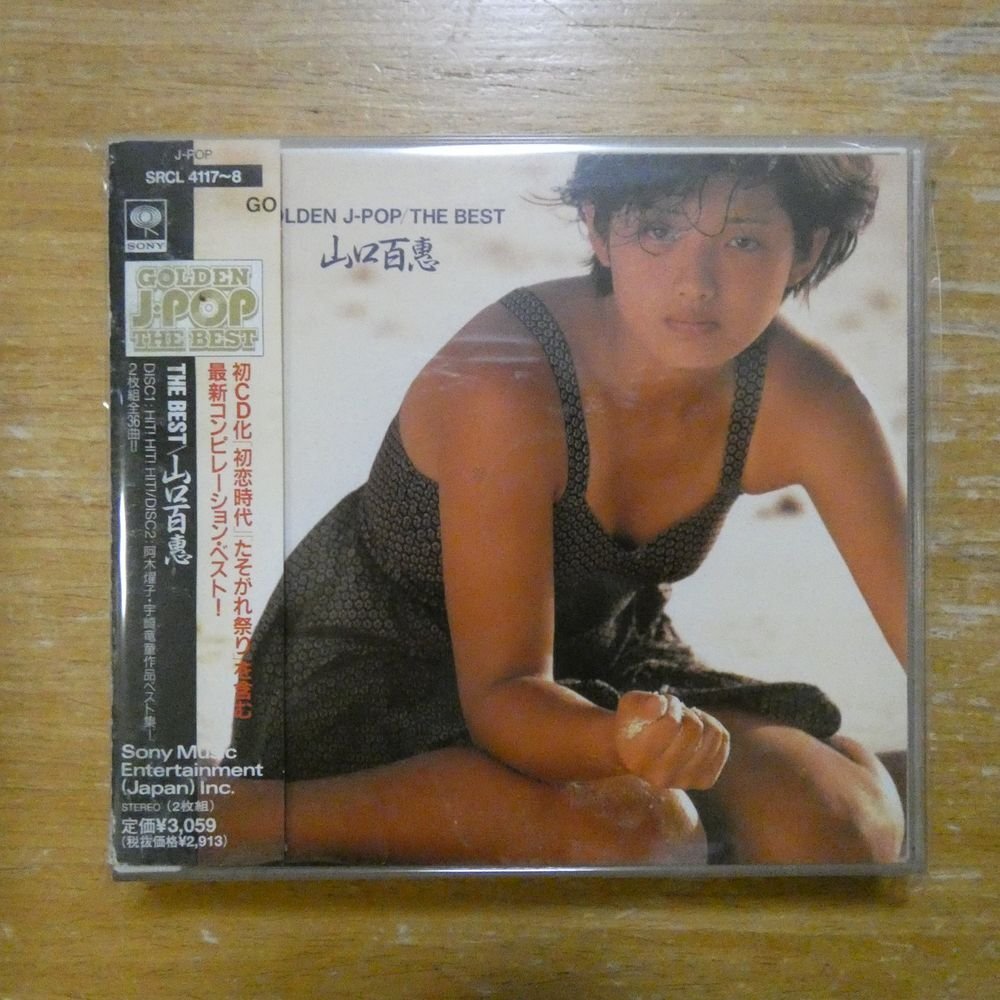 J-POP
SRCL 4117~8
SONY
GOLDEN
J·POP
THE BEST
GOLDEN J-POP/THE BEST
山口百惠
初CD化「初恋時代」「たそがれ祭り」を含む
最新コンピレーション・ベスト!
THE BEST/山口百惠
DISC1:HIT!HIT!HIT!/DISC2:阿木燿子・宇崎竜童作品ベスト集!
2枚組全36曲!!
Sony Music
Entertainment
(Japan) Inc.
STEREO (2枚組)
定価¥3,059
(税抜価格¥2,913)